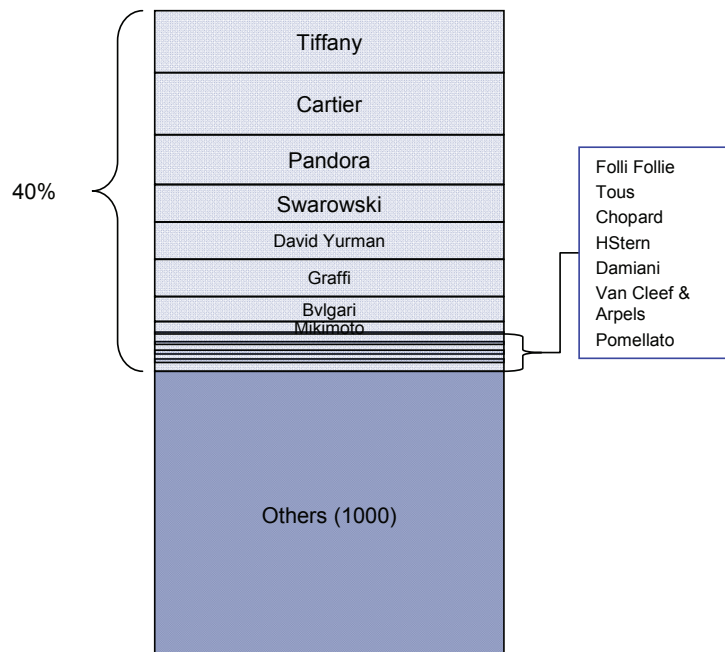 Tiffany
Cartier
Pandora
40%
Swarowski
David Yurman
Graffi
Bvlgari
Mikimoto
Folli Follie
Tous
Chopard
HStern
Damiani
Van Cleef &
Arpels
Pomellato
Others (1000)